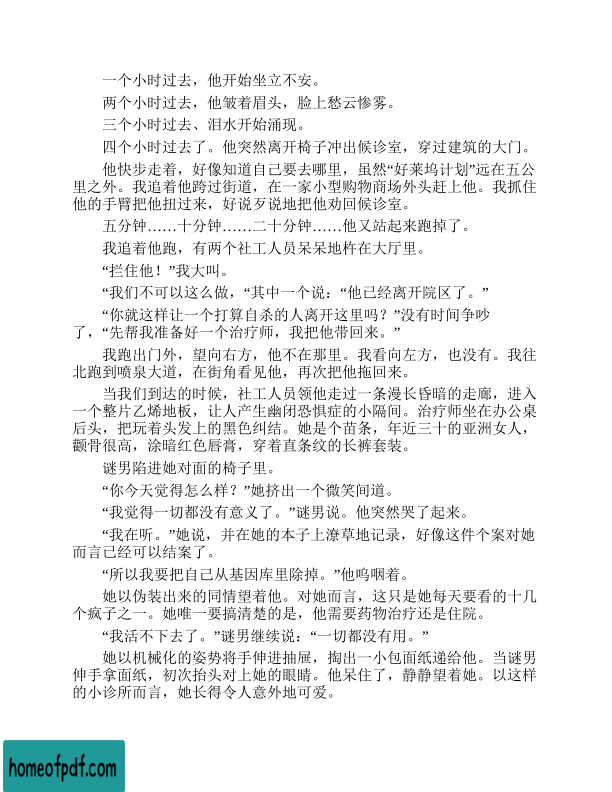 一个小时过去，他开始坐立不安。
两个小时过去，他皱着眉头，脸上愁云惨雾。
三个小时过去、泪水开始涌现。
四个小时过去了。他突然离开椅子冲出候诊室，穿过建筑的大门。
他快步走着，好像知道自己要去哪里，虽然“好莱坞计划”远在五公
里之外。我追着他跨过街道，在一家小型购物商场外头赶上他。我抓住
他的手臂把他扭过来，好说歹说地把他劝回候诊室。
五分钟……十分钟……二十分钟……他又站起来跑掉了。
我追着他跑，有两个社工人员呆呆地杵在大厅里。
“拦住他！”我大叫。
“我们不可以这么做，“其中一个说：“他已经离开院区了。”
“你就这样让一个打算自杀的人离开这里吗？”没有时间争吵
了，“先帮我准备好一个治疗师，我把他带回来。”
我跑出门外，望向右方，他不在那里。我看向左方，也没有。我往
北跑到喷泉大道，在街角看见他，再次把他拖回来。
当我们到达的时候，社工人员领他走过一条漫长昏暗的走廊，进入
一个整片乙烯地板，让人产生幽闭恐惧症的小隔间。治疗师坐在办公桌
后头，把玩着头发上的黑色纠结。她是个苗条，年近三十的亚洲女人，
颧骨很高，涂暗红色唇膏，穿着直条纹的长裤套装。
谜男陷进她对面的椅子里。
“你今天觉得怎么样？”她挤出一个微笑间道。
“我觉得一切都没有意义了。”谜男说。他突然哭了起来。
“我在听。”她说，并在她的本子上潦草地记录，好像这件个案对她
而言已经可以结案了。
“所以我要把自己从基因库里除掉。”他呜咽着。
她以伪装出来的同情望着他。对她而言，这只是她每天要看的十几
个疯子之一。她唯一要搞清楚的是，他需要药物治疗还是住院。
“我活不下去了。”谜男继续说：“一切都没有用。”
她以机械化的姿势将手伸进抽屉，掏出一小包面纸递给他。当谜男
伸手拿面纸，初次抬头对上她的眼睛。他呆住了，静静望着她。以这样
的小诊所而言，她长得令人意外地可爱。
homeofpdf.com